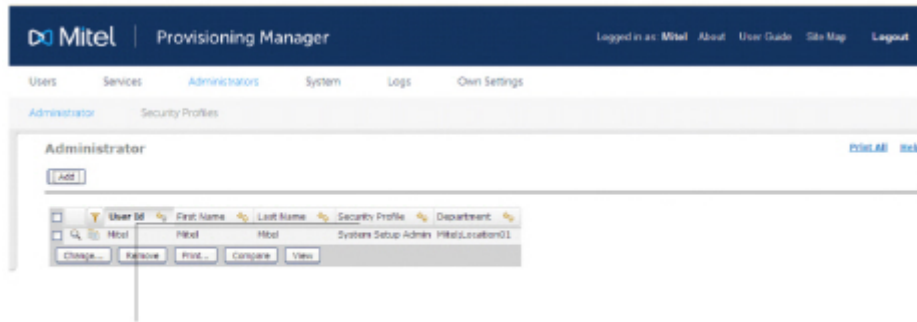 Mitel | Provisioning Manager Logged in as: Mitel About User Guide Site Map Logout
Users Services Administrators System Logs Own Settings
Administrator Security Profiles
Administrator Print All
Add
User Id First Name Last Name Security Profile Department
Mitel Mitel Mitel System Setup Admin MitelzLocation01
Change... Remove Print... Compare View